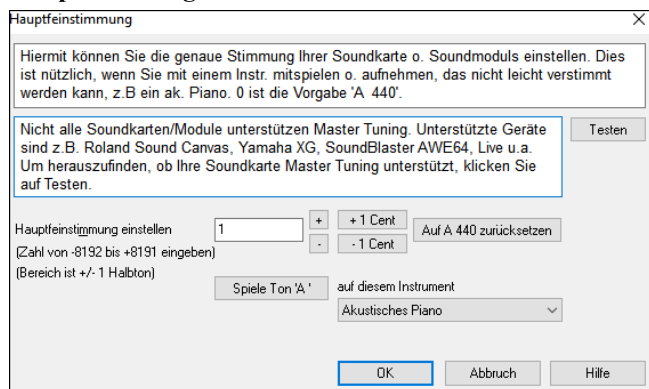 Hauptfeinstimmung
Hiermit können Sie die genaue Stimmung Ihrer Soundkarte o. Soundmoduls einstellen. Dies
ist nützlich, wenn Sie mit einem Instr. mitspielen o. aufnehmen, das nicht leicht verstimmt
werden kann, z.B ein ak. Piano. 0 ist die Vorgabe 'A 440'.
Nicht alle Soundkarten/Module unterstützen Master Tuning. Unterstützte Geräte
sind z.B. Roland Sound Canvas, Yamaha XG, SoundBlaster AWE64, Live u.a.
Um herauszufinden, ob Ihre Soundkarte Master Tuning unterstützt, klicken Sie
auf Testen.
Testen
Hauptfeinstimmung einstellen
(Zahl von -8192 bis +8191 eingeben)
(Bereich ist +/- 1 Halbton)
1
+
-
+ 1 Cent
- 1 Cent
Auf A 440 zurücksetzen
Spiele Ton 'A '
auf diesem Instrument
Akustisches Piano
OK
Abbruch
Hilfe